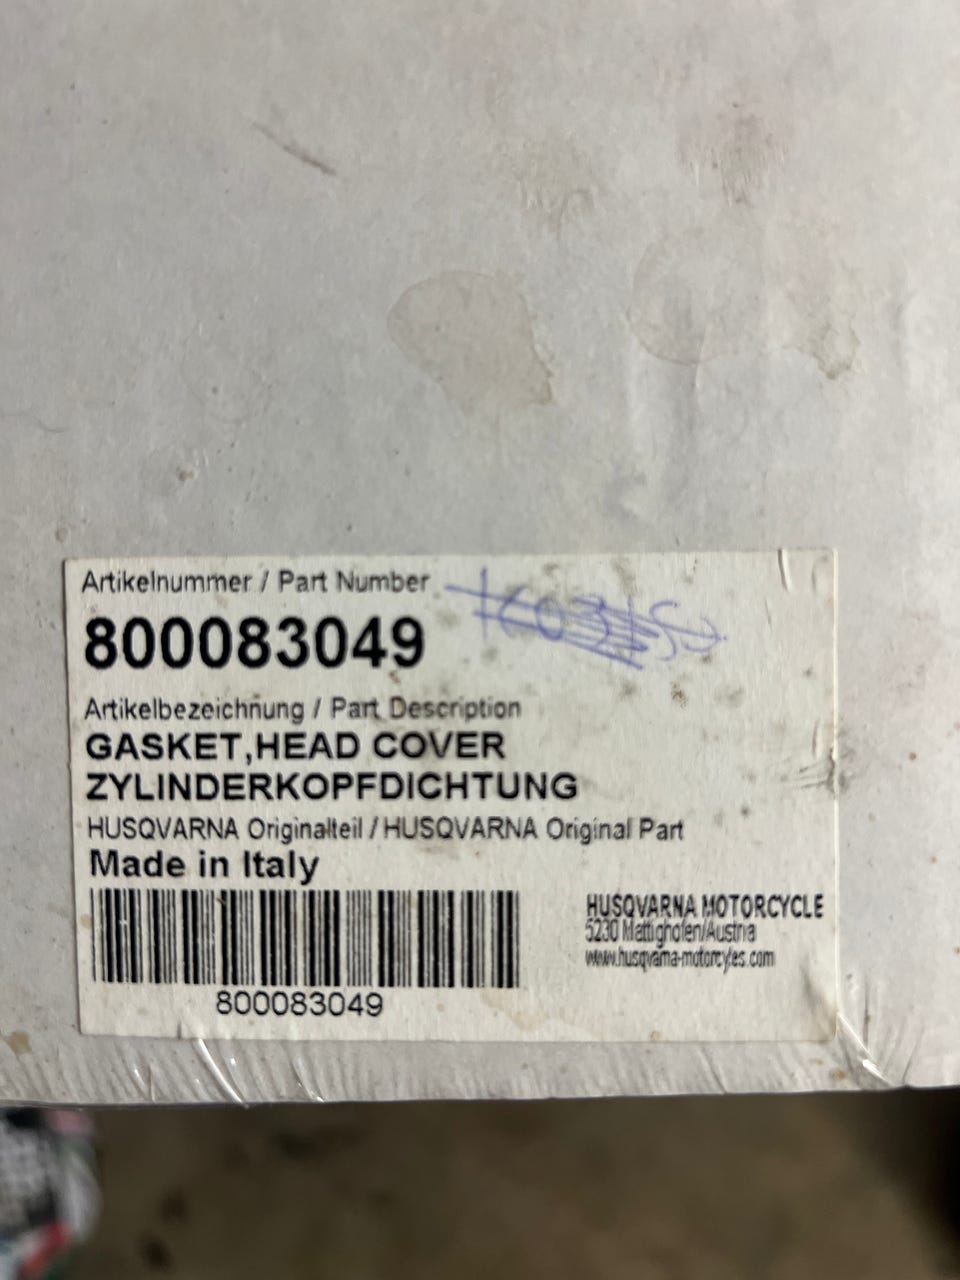 Artikelnummer / Part Number
800083049
Artikelbezeichnung / Part Description
GASKET,HEAD COVER
ZYLINDERKOPFDICHTUNG
HUSQVARNA Originalteil / HUSQVARNA Original Part
Made in Italy
800083049
HUSQVARNA MOTORCYCLE
5230 Mattighofen/Austria
www.husqvarna-motorcyles.com